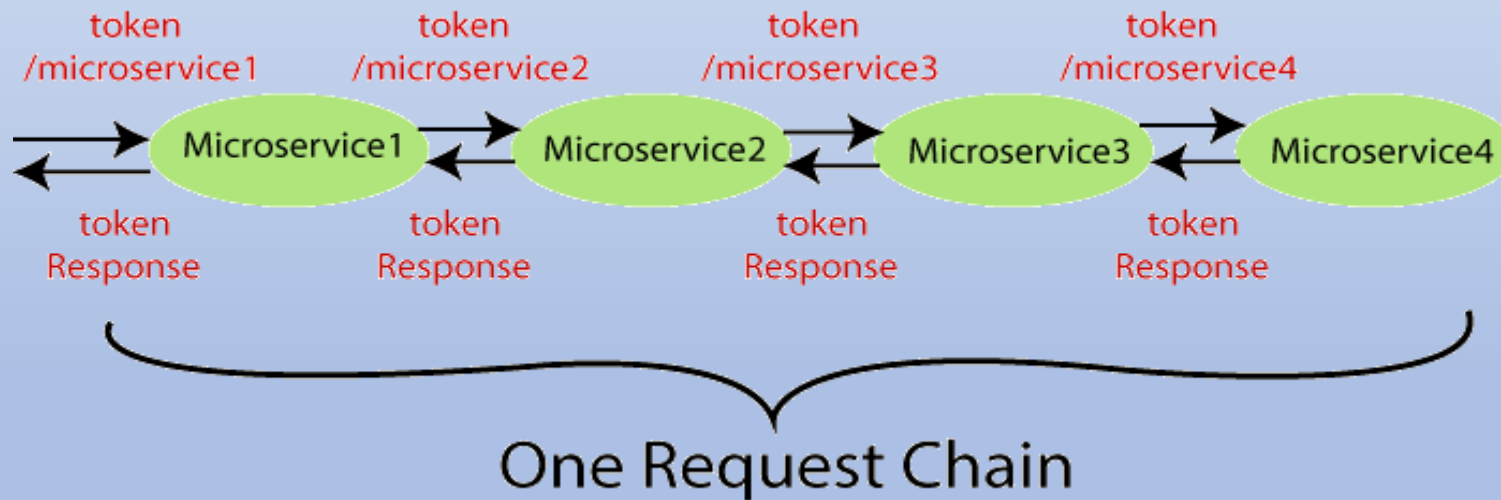 token
/microservice1
token
/microservice2
token
/microservice3
token
/microservice4
Microservice1
Microservice2
Microservice3
Microservice4
token
Response
token
Response
token
Response
token
Response
One Request Chain